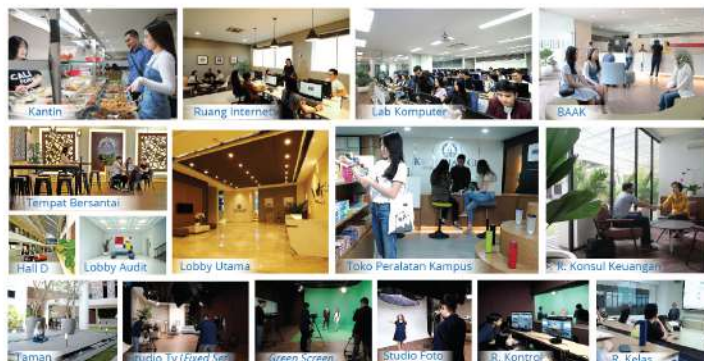 Kantin
Ruang Internet
Lab Komputer
BAAK
Tempat Bersantai
Hall D
Lobby Audit
Lobby Utama
Toko Peralatan Kampus
R. Konsul Keuangan
Taman
Studio Tv (Fixed Set)
Green Screen
Studio Foto
R. Kontrol
R. Kelas